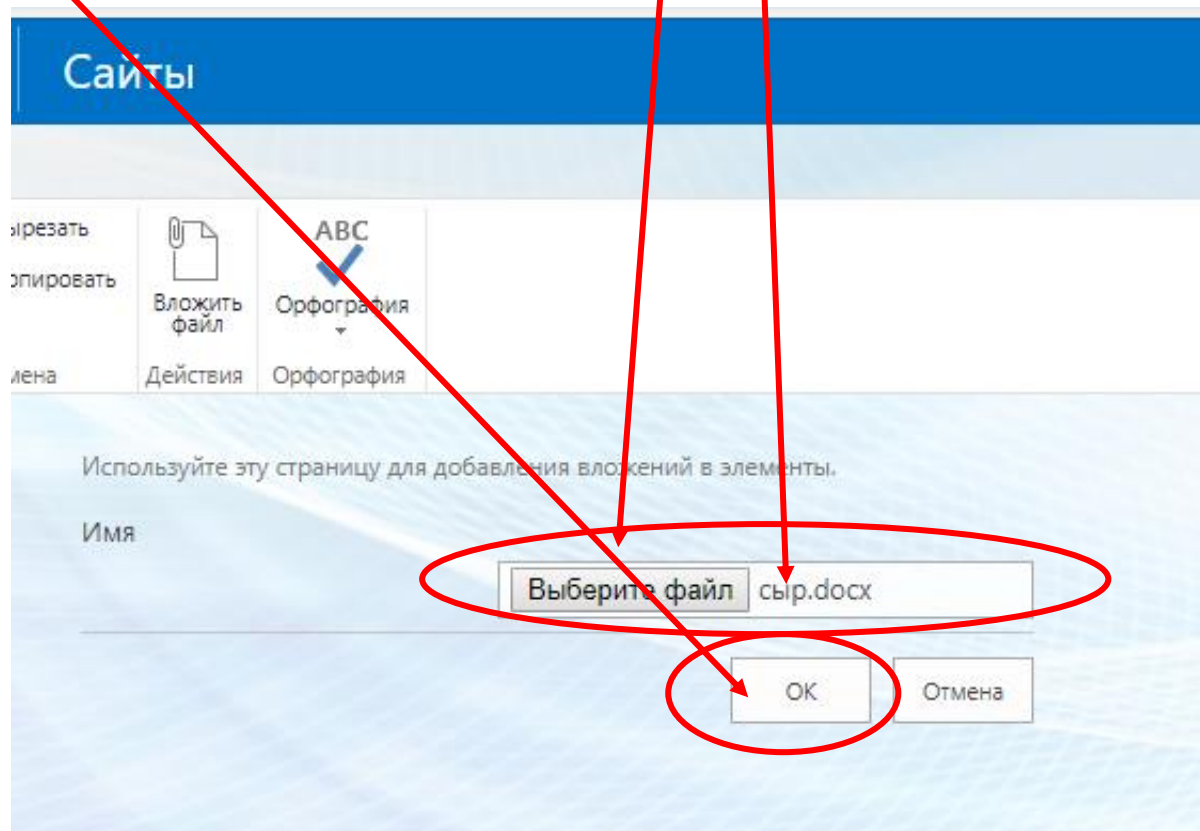 Сайты
ырезать
опировать
Вложить
файл
ABC
Орфография
мена
Действия
Орфография
Используйте эту страницу для добавления вложений в элементы.
Имя
Выберите файл сыр.docx
ОК
Отмена